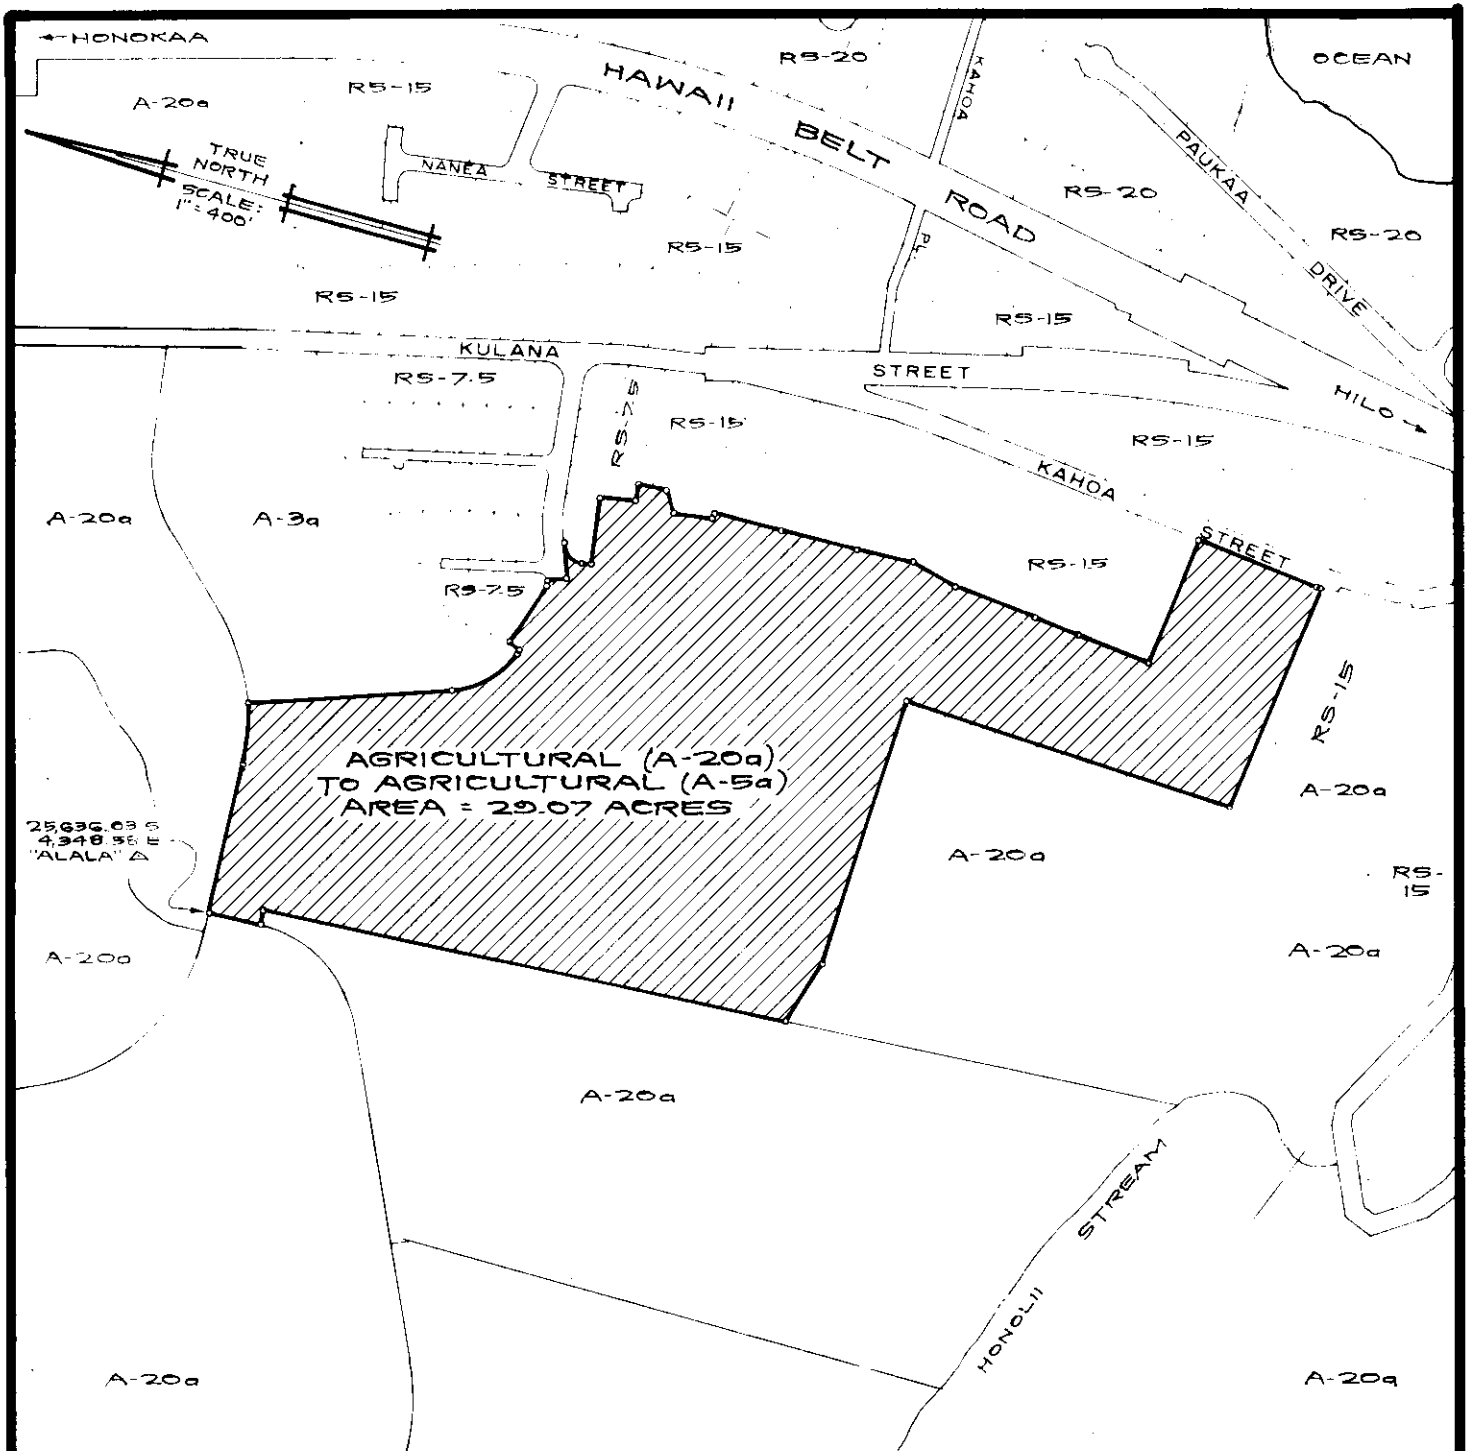 ←HONOKAA
RS-20
KAHOA
OCEAN
HAWAII
RS-15
A-20a
BELT
PAUKAA
TRUE
NORTH
NANEA
STREET
SCALE:
1"=400'
RS-20
ROAD
RS-20
RS-15
PL.
DRIVE
RS-15
RS-15
KULANA
STREET
RS-7.5
RS-7.5
HILO →
RS-15
RS-15
KAHOA
A-20a
A-3a
STREET
RS-15
RS-7.5
RS-15
AGRICULTURAL (A-20a)
TO AGRICULTURAL (A-5a)
AREA = 29.07 ACRES
A-20a
25,636.03 S
4,348.56 E
"ALALA" △
A-20a
RS-
15
A-20a
A-20a
A-20a
STREAM
HONOLII
A-20a
A-20a